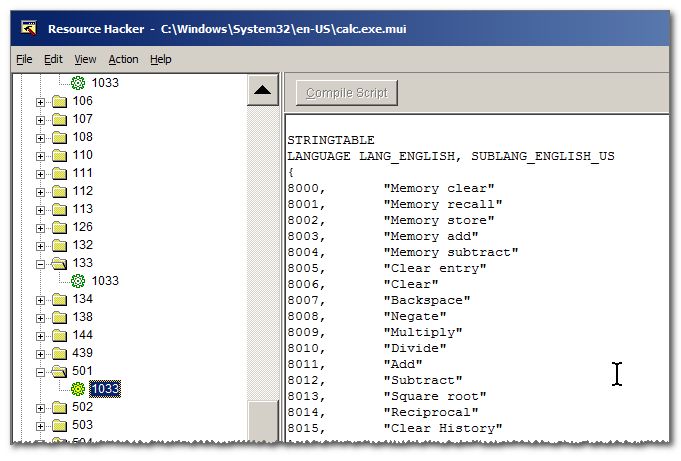 Resource Hacker - C:\Windows\System32\en-US\calc.exe.mui
File Edit View Action Help
1033
106
107
108
110
111
112
113
126
132
133
1033
134
138
144
439
501
1033
502
503
504
Compile Script
STRINGTABLE
LANGUAGE LANG_ENGLISH, SUBLANG_ENGLISH_US
{
8000, "Memory clear"
8001, "Memory recall"
8002, "Memory store"
8003, "Memory add"
8004, "Memory subtract"
8005, "Clear entry"
8006, "Clear"
8007, "Backspace"
8008, "Negate"
8009, "Multiply"
8010, "Divide"
8011, "Add"
8012, "Subtract"
8013, "Square root"
8014, "Reciprocal"
8015, "Clear History"